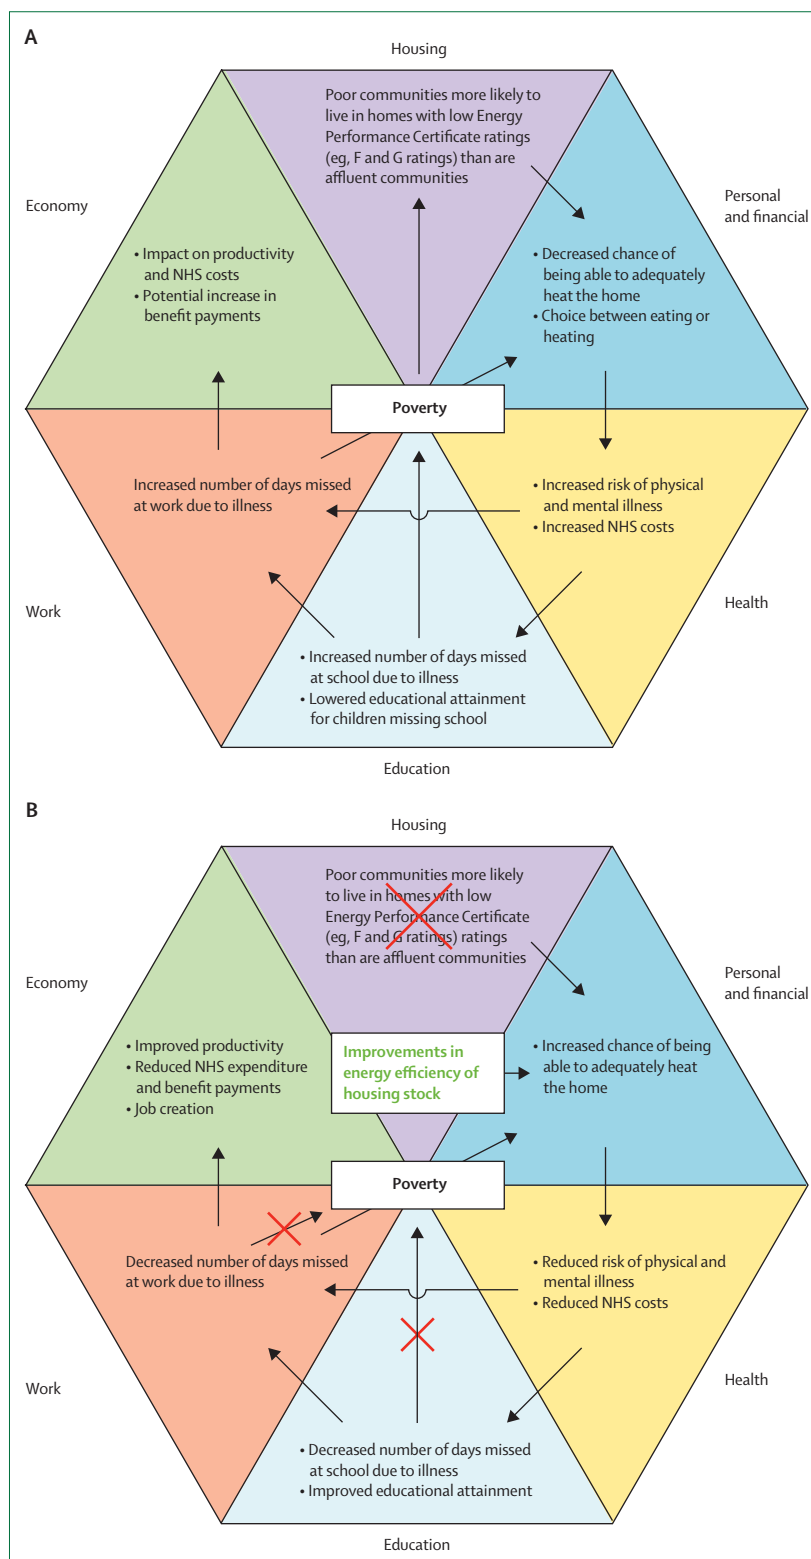 A
Housing
Poor communities more likely to
live in homes with low Energy
Performance Certificate ratings
(eg, F and G ratings) than are
affluent communities
Economy
Personal
and financial
• Impact on productivity
and NHS costs
• Potential increase in
benefit payments
• Decreased chance of
being able to adequately
heat the home
• Choice between eating or
heating
Poverty
Increased number of days missed
at work due to illness
• Increased risk of physical
and mental illness
• Increased NHS costs
Work
Health
• Increased number of days missed
at school due to illness
• Lowered educational attainment
for children missing school
Education
B
Housing
Poor communities more likely
to live in homes with low
Energy Performance Certificate
(eg, F and G ratings) ratings
than are affluent communities
Economy
Personal
and financial
• Improved productivity
• Reduced NHS expenditure
and benefit payments
• Job creation
Improvements in
energy efficiency of
housing stock
• Increased chance of being
able to adequately heat
the home
Poverty
Decreased number of days missed
at work due to illness
• Reduced risk of physical and
mental illness
• Reduced NHS costs
Work
Health
• Decreased number of days missed
at school due to illness
• Improved educational attainment
Education